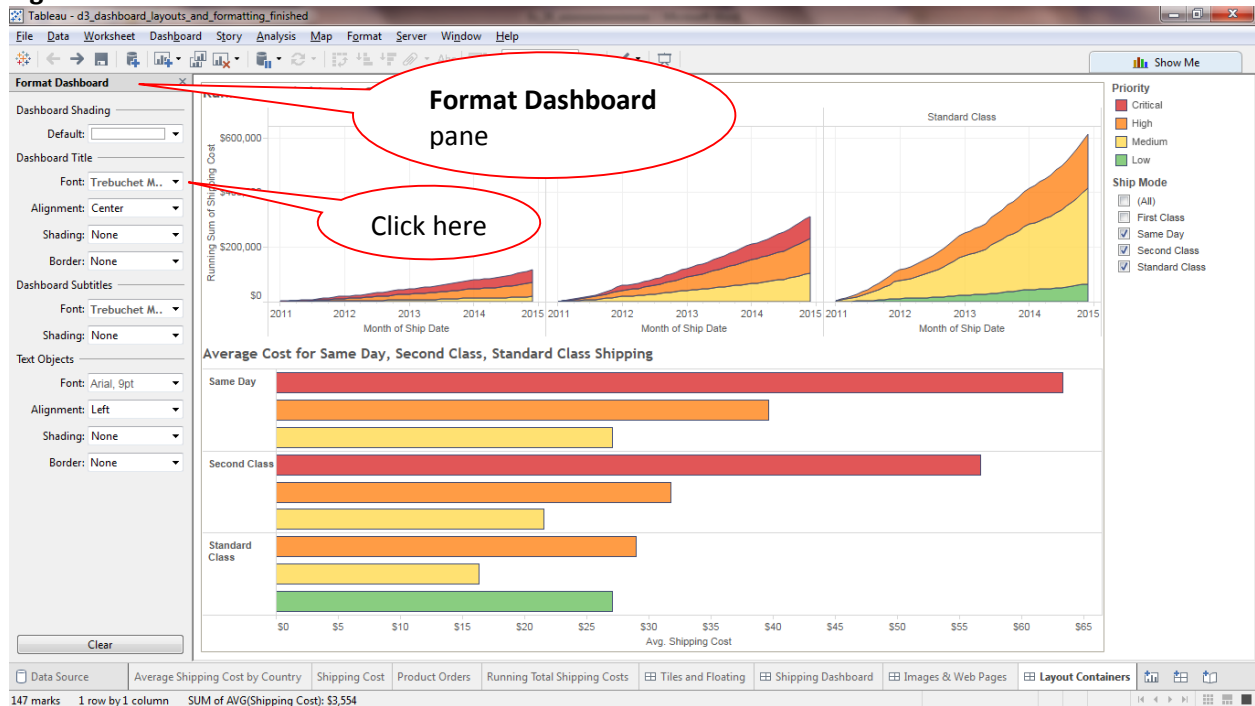 Tableau - d3_dashboard_layouts_and_formatting_finished
File Data Worksheet Dashboard Story Analysis Map Format Server Window Help
Show Me
Format Dashboard
Dashboard Shading
Default:
Dashboard Title
Font: Trebuchet M..
Alignment: Center
Shading: None
Border: None
Dashboard Subtitles
Font: Trebuchet M..
Shading: None
Text Objects
Font: Arial, 9pt
Alignment: Left
Shading: None
Border: None
Clear
Format Dashboard
pane
Click here
Standard Class
Running Sum of Shipping Cost
$600,000
$200,000
$0
2011 2012 2013 2014 2015 2011 2012 2013 2014 2015 2011 2012 2013 2014 2015
Month of Ship Date Month of Ship Date Month of Ship Date
Average Cost for Same Day, Second Class, Standard Class Shipping
Same Day
Second Class
Standard
Class
$0 $5 $10 $15 $20 $25 $30 $35 $40 $45 $50 $55 $60 $65
Avg. Shipping Cost
Priority
Critical
High
Medium
Low
Ship Mode
(All)
First Class
Same Day
Second Class
Standard Class
Data Source Average Shipping Cost by Country Shipping Cost Product Orders Running Total Shipping Costs Tiles and Floating Shipping Dashboard Images & Web Pages Layout Containers
147 marks 1 row by 1 column SUM of AVG(Shipping Cost): $3,554